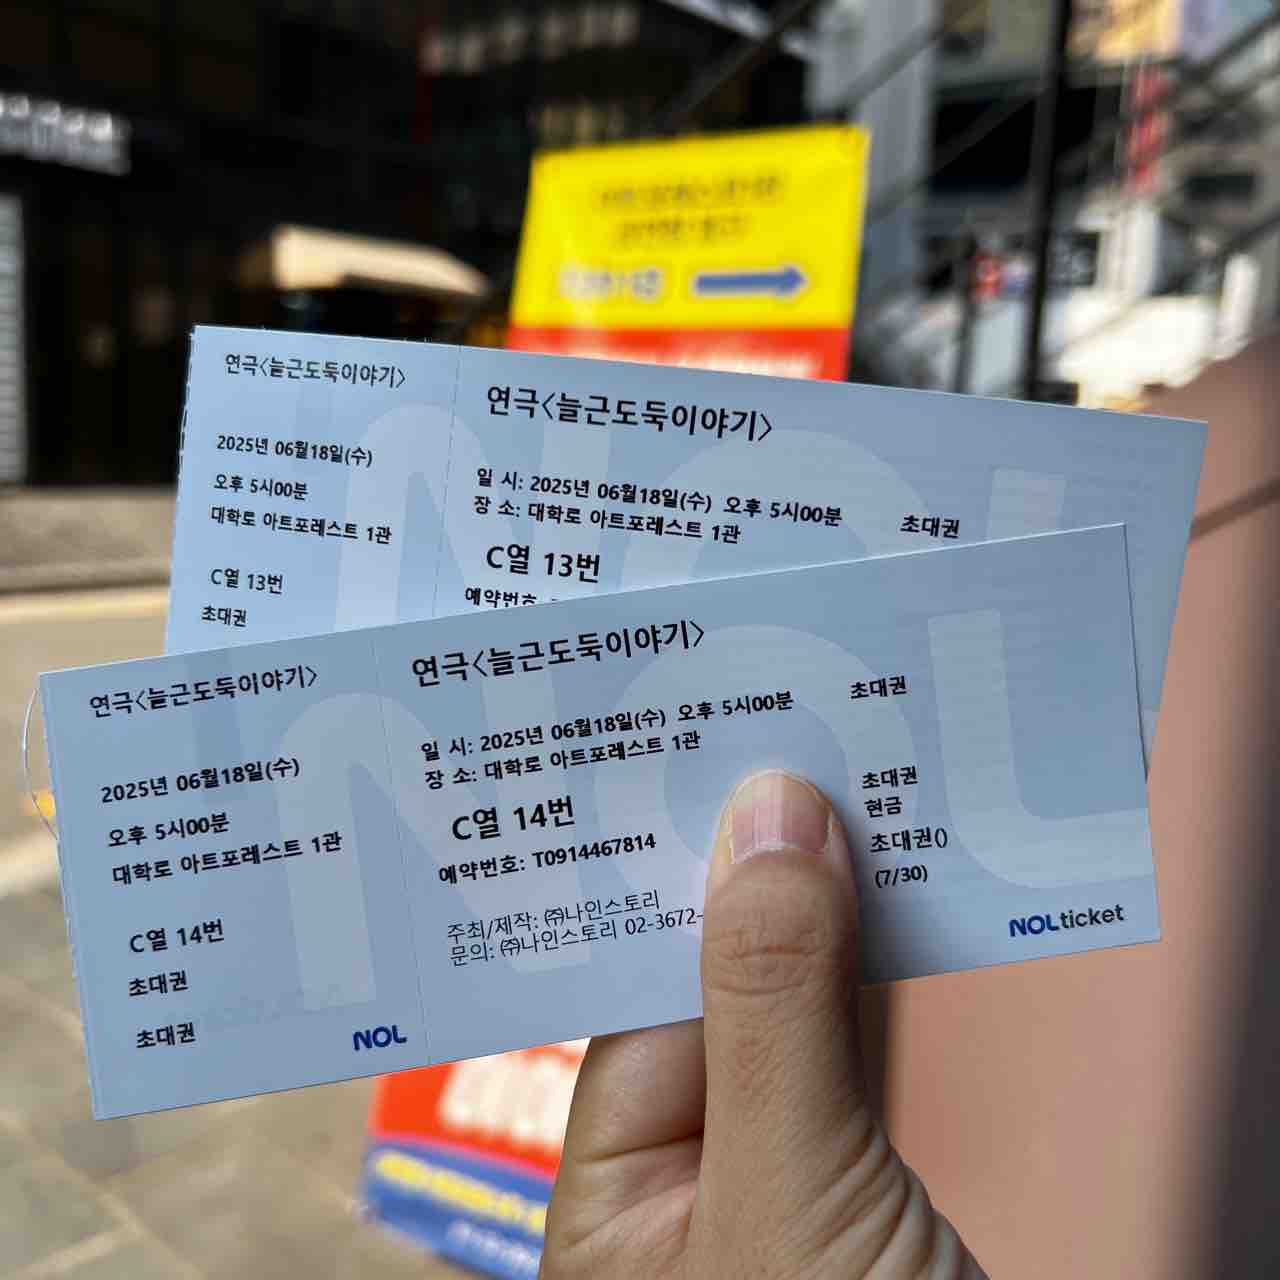 연극<늘근도둑이야기>
2025년 06월18일(수)
오후 5시00분
대학로 아트포레스트 1관
C열 13번
초대권
연극<늘근도둑이야기>
일 시: 2025년 06월18일(수) 오후 5시00분
장 소: 대학로 아트포레스트 1관
초대권
C열 13번
예약번호
연극<늘근도둑이야기>
2025년 06월18일(수)
오후 5시00분
대학로 아트포레스트 1관
C열 14번
초대권
초대권
NOL
연극<늘근도둑이야기>
일 시: 2025년 06월18일(수) 오후 5시00분
장 소: 대학로 아트포레스트 1관
C열 14번
예약번호: T0914467814
주최/제작: ㈜나인스토리
문의: ㈜나인스토리 02-3672-
초대권
초대권
현금
초대권()
(7/30)
NOLticket